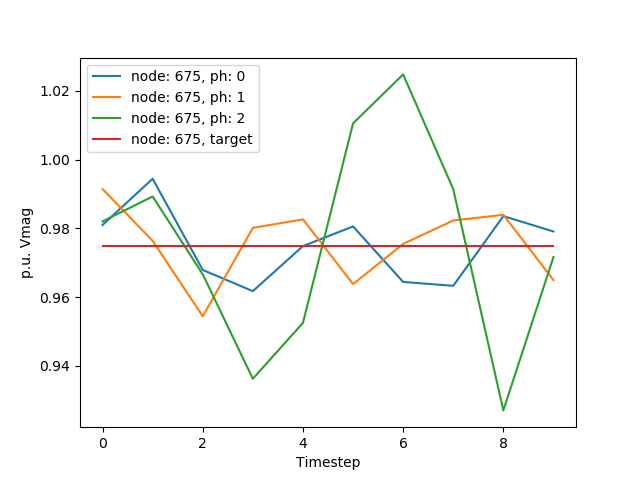 node: 675, ph: 0
node: 675, ph: 1
node: 675, ph: 2
node: 675, target
1.02
1.00
0.98
0.96
0.94
p.u. Vmag
0
2
4
6
8
Timestep